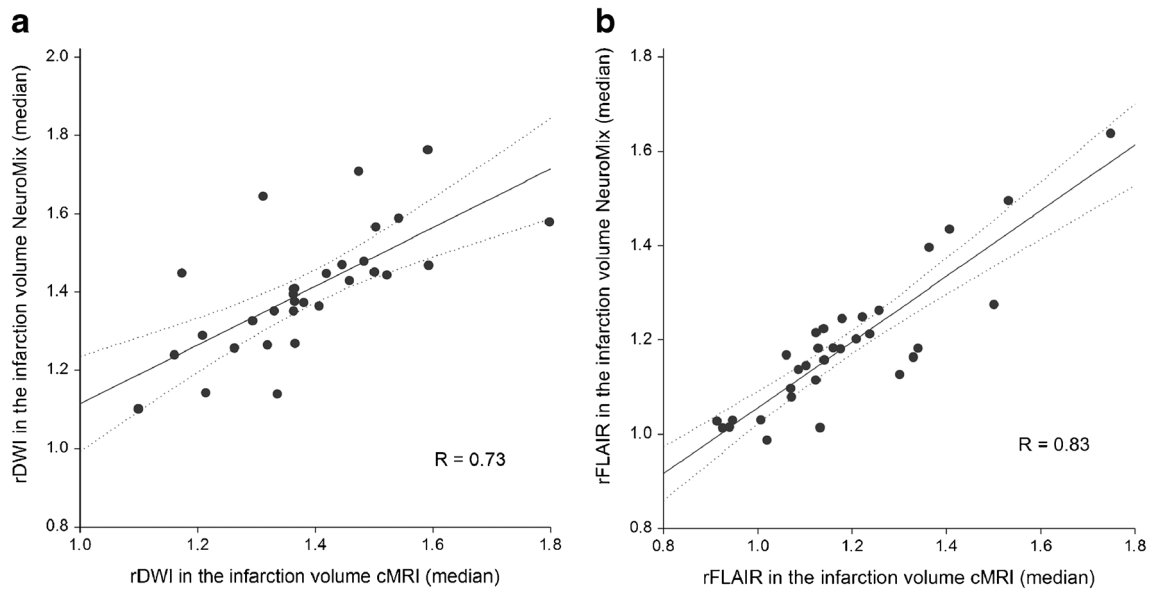 a
rDWI in the infarction volume NeuroMix (median)
2.0
1.8
1.6
1.4
1.2
1.0
0.8
R = 0.73
1.0 1.2 1.4 1.6 1.8
rDWI in the infarction volume cMRI (median)
b
rFLAIR in the infarction volume NeuroMix (median)
1.8
1.6
1.4
1.2
1.0
0.8
R = 0.83
0.8 1.0 1.2 1.4 1.6 1.8
rFLAIR in the infarction volume cMRI (median)